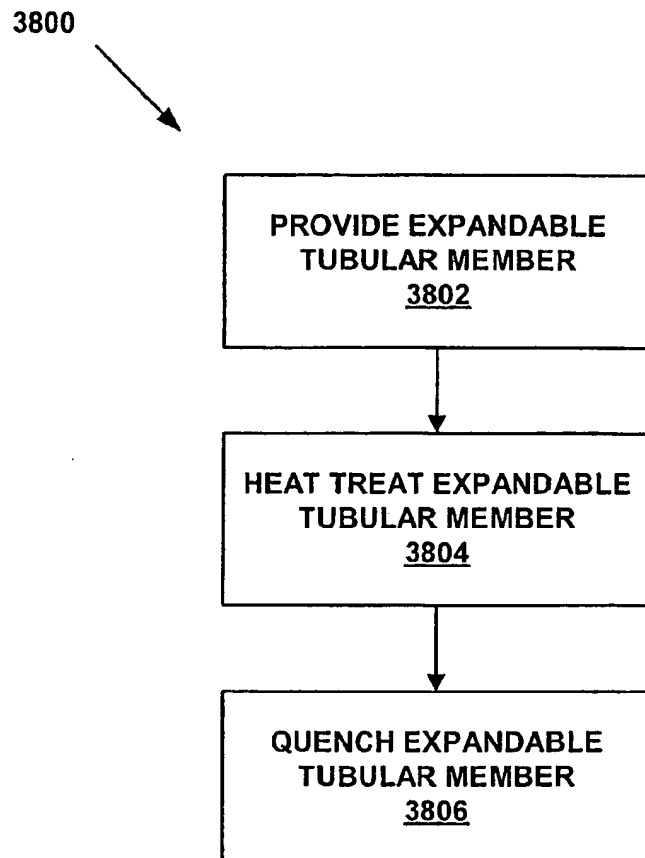 3800
PROVIDE EXPANDABLE
TUBULAR MEMBER
3802
HEAT TREAT EXPANDABLE
TUBULAR MEMBER
3804
QUENCH EXPANDABLE
TUBULAR MEMBER
3806